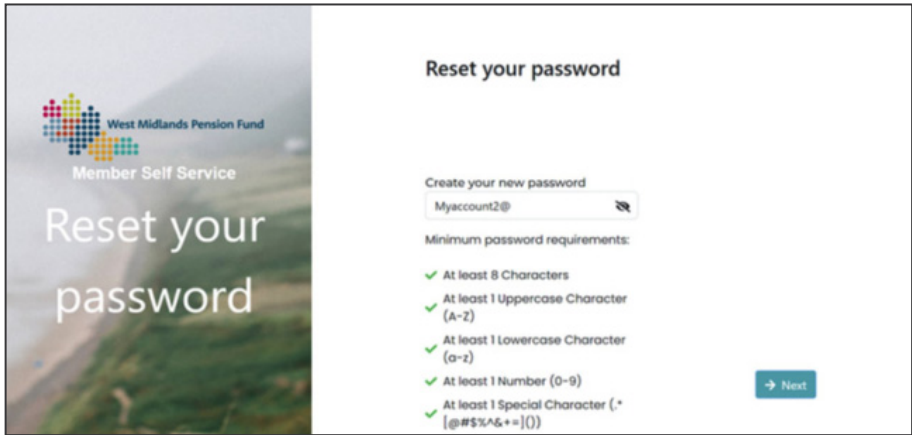 West Midlands Pension Fund
Member Self Service
Reset your
password
Reset your password
Create your new password
Myaccount2@
Minimum password requirements:
At least 8 Characters
At least 1 Uppercase Character
(A-Z)
At least 1 Lowercase Character
(a-z)
At least 1 Number (0-9)
At least 1 Special Character (.*
[@#$%^&+=]())
Next